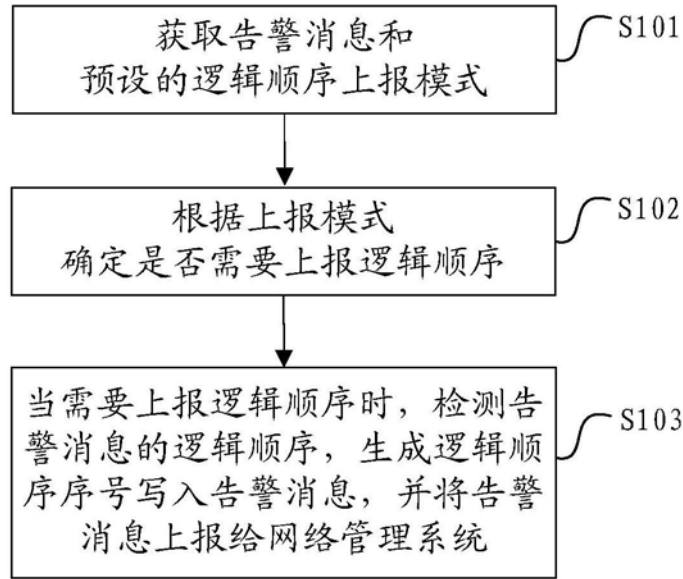 获取告警消息和
预设的逻辑顺序上报模式
S101
根据上报模式
确定是否需要上报逻辑顺序
S102
当需要上报逻辑顺序时，检测告
警消息的逻辑顺序，生成逻辑顺
序序号写入告警消息，并将告警
消息上报给网络管理系统
S103